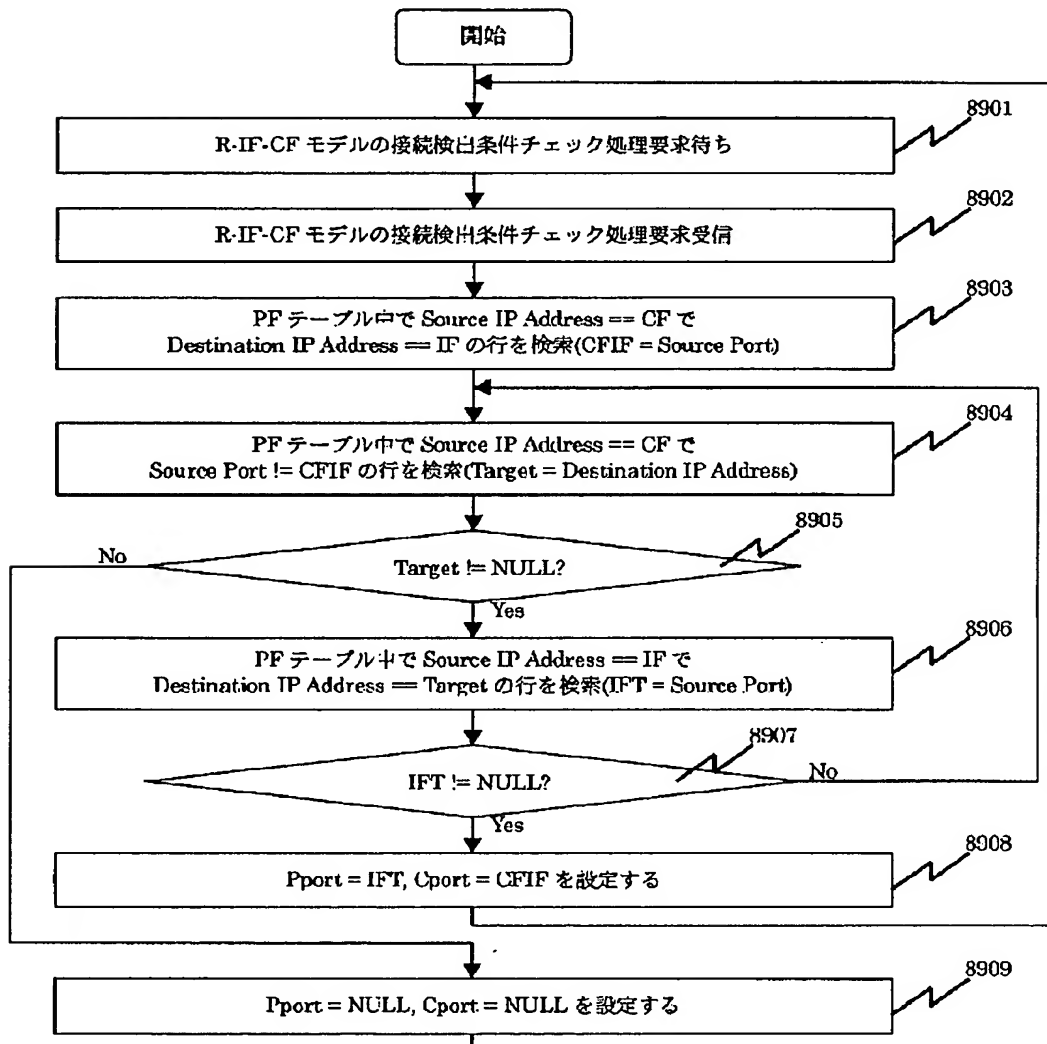 開始
8901
R-IF-CF モデルの接続検出条件チェック処理要求待ち
8902
R-IF-CF モデルの接続検出条件チェック処理要求受信
8903
PF テーブル中で Source IP Address == CF で
Destination IP Address == IF の行を検索(CFIF = Source Port)
8904
PF テーブル中で Source IP Address == CF で
Source Port != CFIF の行を検索(Target = Destination IP Address)
8905
No
Target != NULL?
Yes
8906
PF テーブル中で Source IP Address == IF で
Destination IP Address == Target の行を検索(IFT = Source Port)
8907
IFT != NULL?
No
Yes
8908
Pport = IFT, Cport = CFIF を設定する
8909
Pport = NULL, Cport = NULL を設定する